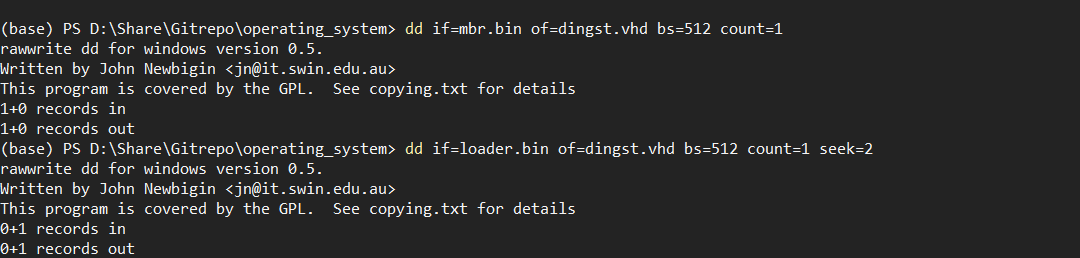 (base) PS D:\Share\Gitrepo\operating_system> dd if=mbr.bin of=dingst.vhd bs=512 count=1
rawwrite dd for windows version 0.5.
Written by John Newbigin <jn@it.swin.edu.au>
This program is covered by the GPL.  See copying.txt for details
1+0 records in
1+0 records out
(base) PS D:\Share\Gitrepo\operating_system> dd if=loader.bin of=dingst.vhd bs=512 count=1 seek=2
rawwrite dd for windows version 0.5.
Written by John Newbigin <jn@it.swin.edu.au>
This program is covered by the GPL.  See copying.txt for details
0+1 records in
0+1 records out